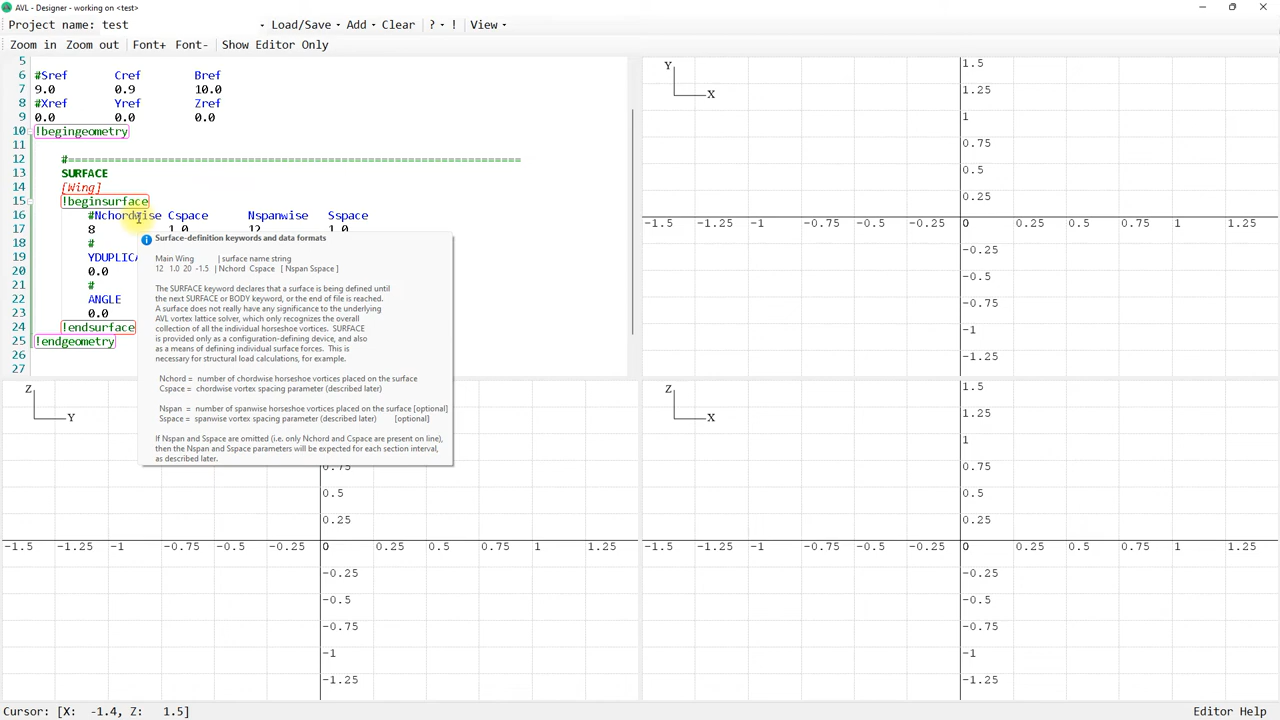 AVL - Designer - working on <test>
Project name: test Load/Save Add Clear ? ! View
Zoom in Zoom out Font+ Font- Show Editor Only
5
6 #Sref Cref Bref
7 9.0 0.9 10.0
8 #Xref Yref Zref
9 0.0 0.0 0.0
10 !begingeometry
11
12 #====================================================================
13 SURFACE
14 [Wing]
15 !beginsurface
16 #Nchordwise Cspace Nspanwise Sspace
17 8 1.0 12 1.0
18 #
19 YDUPLICA
20 0.0
21 #
22 ANGLE
23 0.0
24 !endsurface
25 !endgeometry
27
Surface-definition keywords and data formats
Main Wing | surface name string
12 1.0 20 -1.5 | Nchord Cspace [ Nspan Sspace ]
The SURFACE keyword declares that a surface is being defined until
the next SURFACE or BODY keyword, or the end of file is reached.
A surface does not really have any significance to the underlying
AVL vortex lattice solver, which only recognizes the overall
collection of all the individual horseshoe vortices. SURFACE
is provided only as a configuration-defining device, and also
as a means of defining individual surface forces. This is
necessary for structural load calculations, for example.
Nchord = number of chordwise horseshoe vortices placed on the surface
Cspace = chordwise vortex spacing parameter (described later)
Nspan = number of spanwise horseshoe vortices placed on the surface [optional]
Sspace = spanwise vortex spacing parameter (described later) [optional]
If Nspan and Sspace are omitted (i.e. only Nchord and Cspace are present on line),
then the Nspan and Sspace parameters will be expected for each section interval,
as described later.
Y
X
1.5
1.25
1
0.75
0.5
0.25
-1.5 -1.25 -1 -0.75 -0.5 -0.25 0 0.25 0.5 0.75 1 1.25
-0.25
-0.5
-0.75
-1
-1.25
Z
Y
0.75
0.5
0.25
-1.5 -1.25 -1 -0.75 -0.5 -0.25 0 0.25 0.5 0.75 1 1.25
-0.25
-0.5
-0.75
-1
-1.25
Z
X
1.5
1.25
1
0.75
0.5
0.25
-1.5 -1.25 -1 -0.75 -0.5 -0.25 0 0.25 0.5 0.75 1 1.25
-0.25
-0.5
-0.75
-1
-1.25
Cursor: [X: -1.4, Z: 1.5] Editor Help